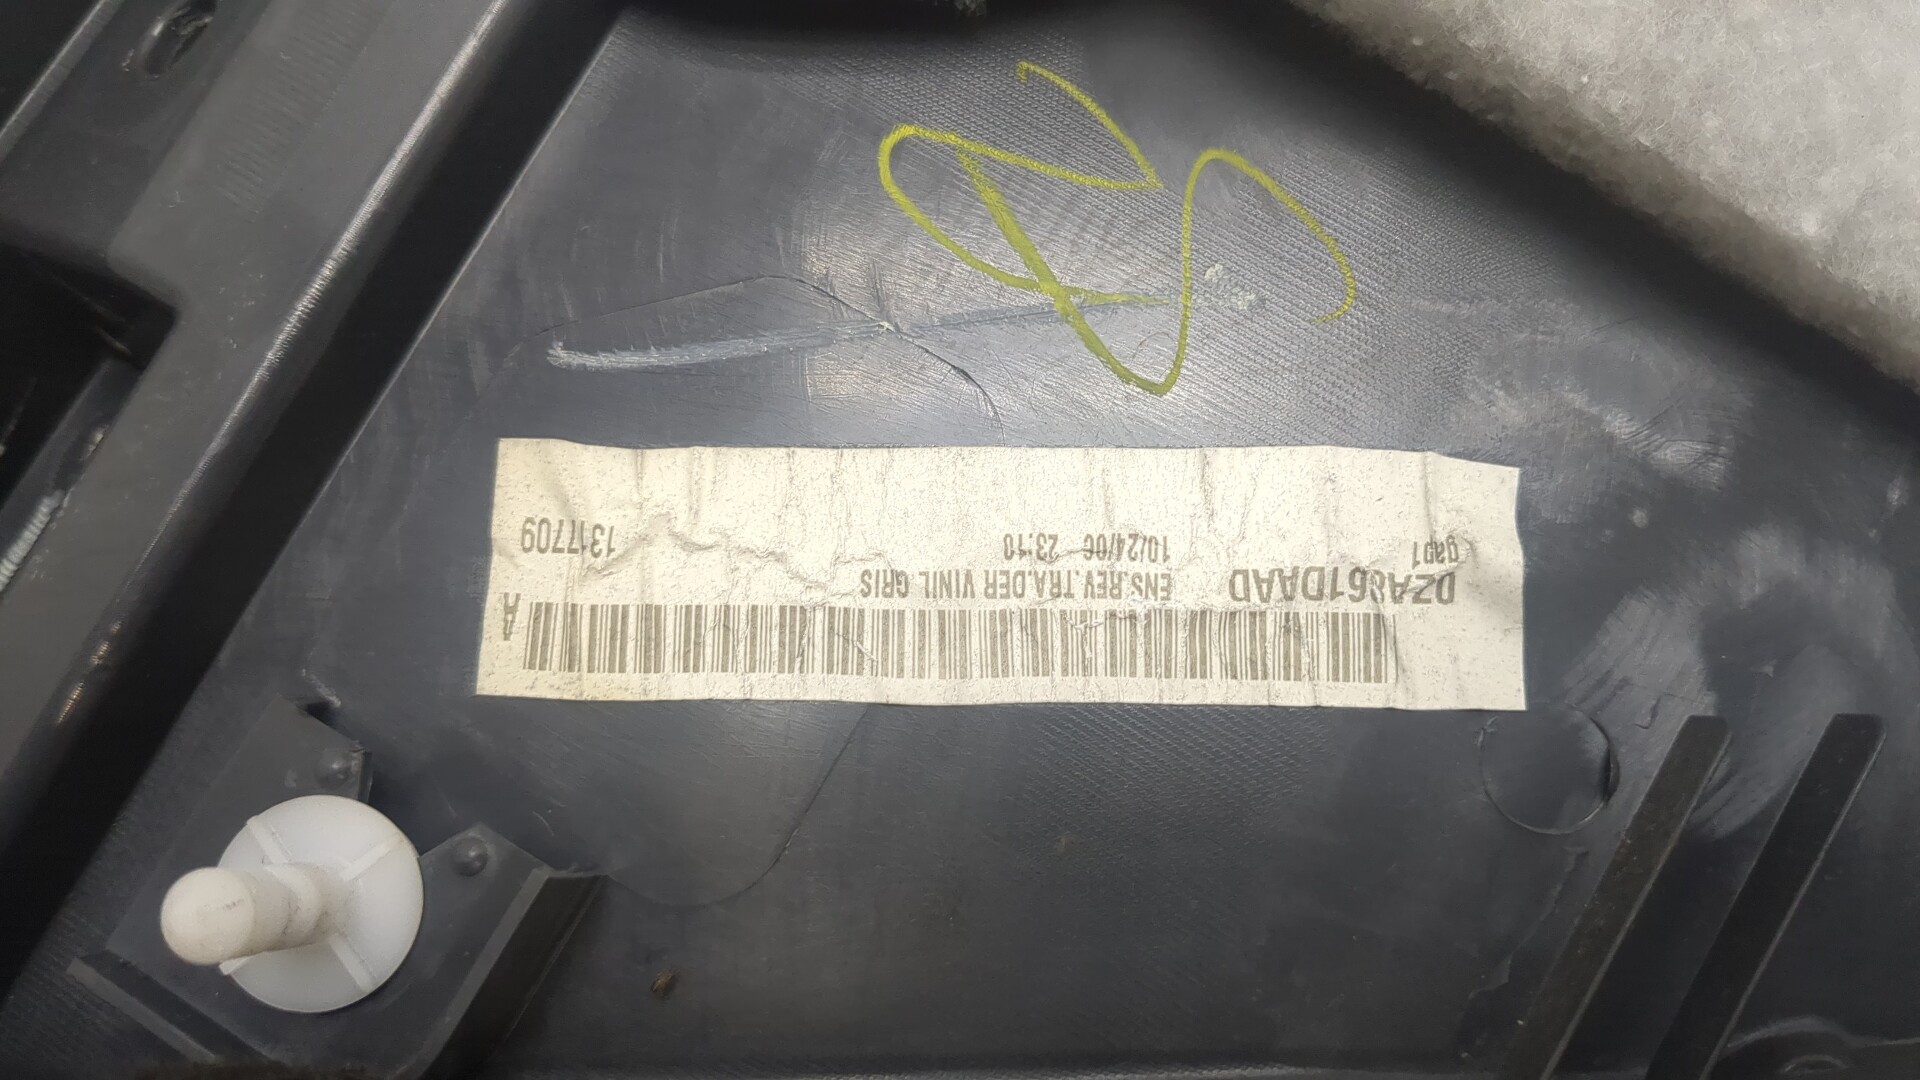 A
0ZA861DAAD ENS.REV.TRA.DER VINIL GRIS
gap1 10/24/06 23:10 1317709